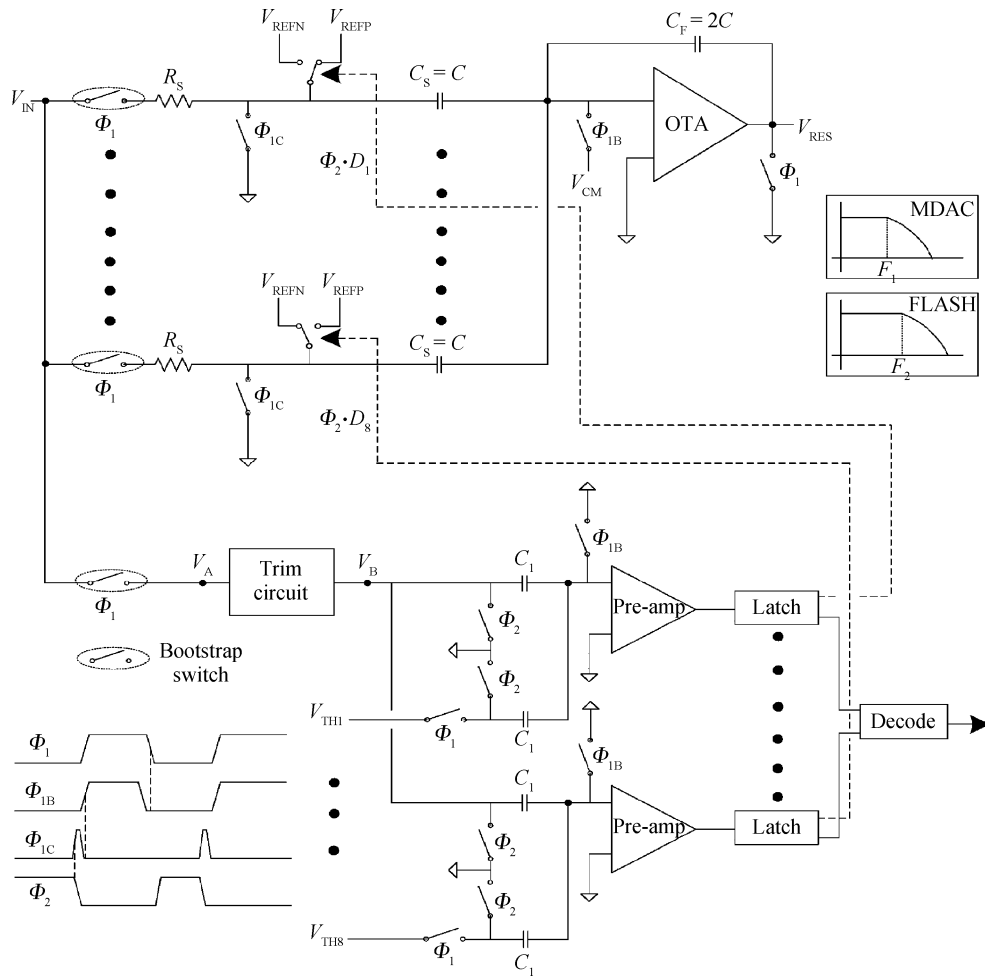 V_REFN V_REFP
C_F = 2C
R_S
C_S = C
V_IN
Φ_1
Φ_1C
Φ_1B
OTA
V_RES
Φ_2·D_1
V_CM
Φ_1
MDAC
F_1
V_REFN V_REFP
FLASH
R_S
C_S = C
F_2
Φ_1
Φ_1C
Φ_2·D_8
Φ_1B
V_A
Trim
circuit
V_B
C_1
Φ_1
Φ_2
Pre-amp
Latch
Bootstrap
switch
Φ_2
V_TH1
Φ_1
C_1
Decode
Φ_1
Φ_1B
Φ_1B
C_1
Φ_2
Pre-amp
Latch
Φ_1C
Φ_2
Φ_2
V_TH8
Φ_1
C_1